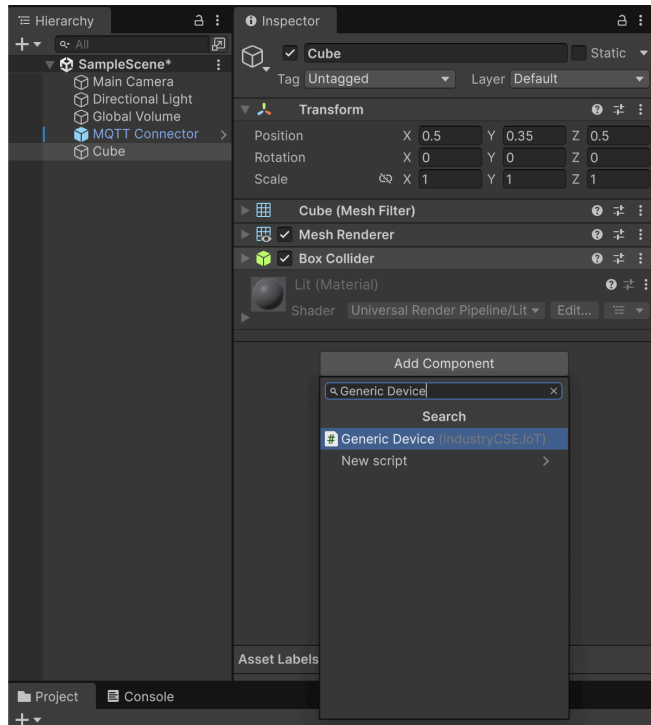 Hierarchy
All
SampleScene*
Main Camera
Directional Light
Global Volume
MQTT Connector
Cube
Inspector
Cube
Static
Tag Untagged Layer Default
Transform
Position X 0.5 Y 0.35 Z 0.5
Rotation X 0 Y 0 Z 0
Scale X 1 Y 1 Z 1
Cube (Mesh Filter)
Mesh Renderer
Box Collider
Lit (Material)
Shader Universal Render Pipeline/Lit Edit...
Add Component
Generic Device
Search
# Generic Device (IndustryCSE.IoT)
New script
Asset Labels
Project
Console